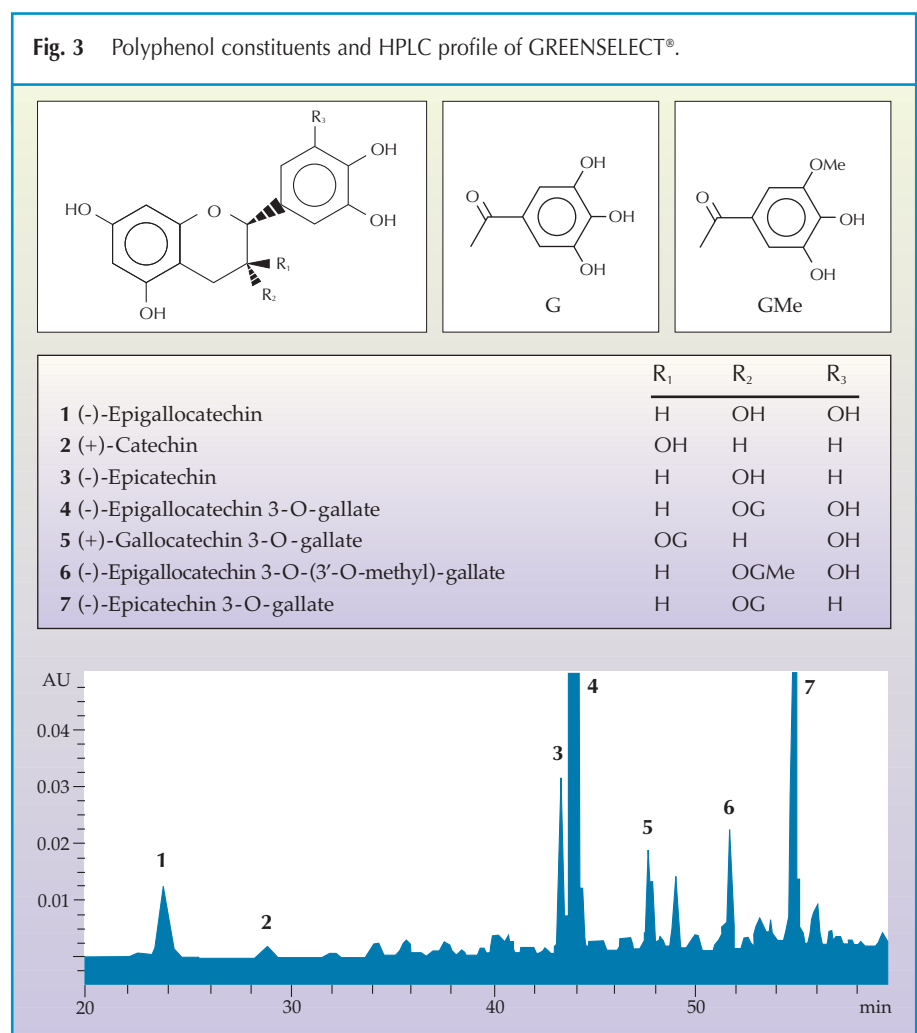 Fig. 3 Polyphenol constituents and HPLC profile of GREENSELECT®.
R₃
OH
HO
O
OH
R₁
R₂
OH
OH
O
OH
OH
G
OMe
O
OH
OH
GMe
R₁ R₂ R₃
1 (-)-Epigallocatechin H OH OH
2 (+)-Catechin OH H H
3 (-)-Epicatechin H OH H
4 (-)-Epigallocatechin 3-O-gallate H OG OH
5 (+)-Gallocatechin 3-O-gallate OG H OH
6 (-)-Epigallocatechin 3-O-(3’-O-methyl)-gallate H OGMe OH
7 (-)-Epicatechin 3-O-gallate H OG H
AU
4
7
0.04
3
0.03
6
5
0.02
1
0.01
2
20 30 40 50 min